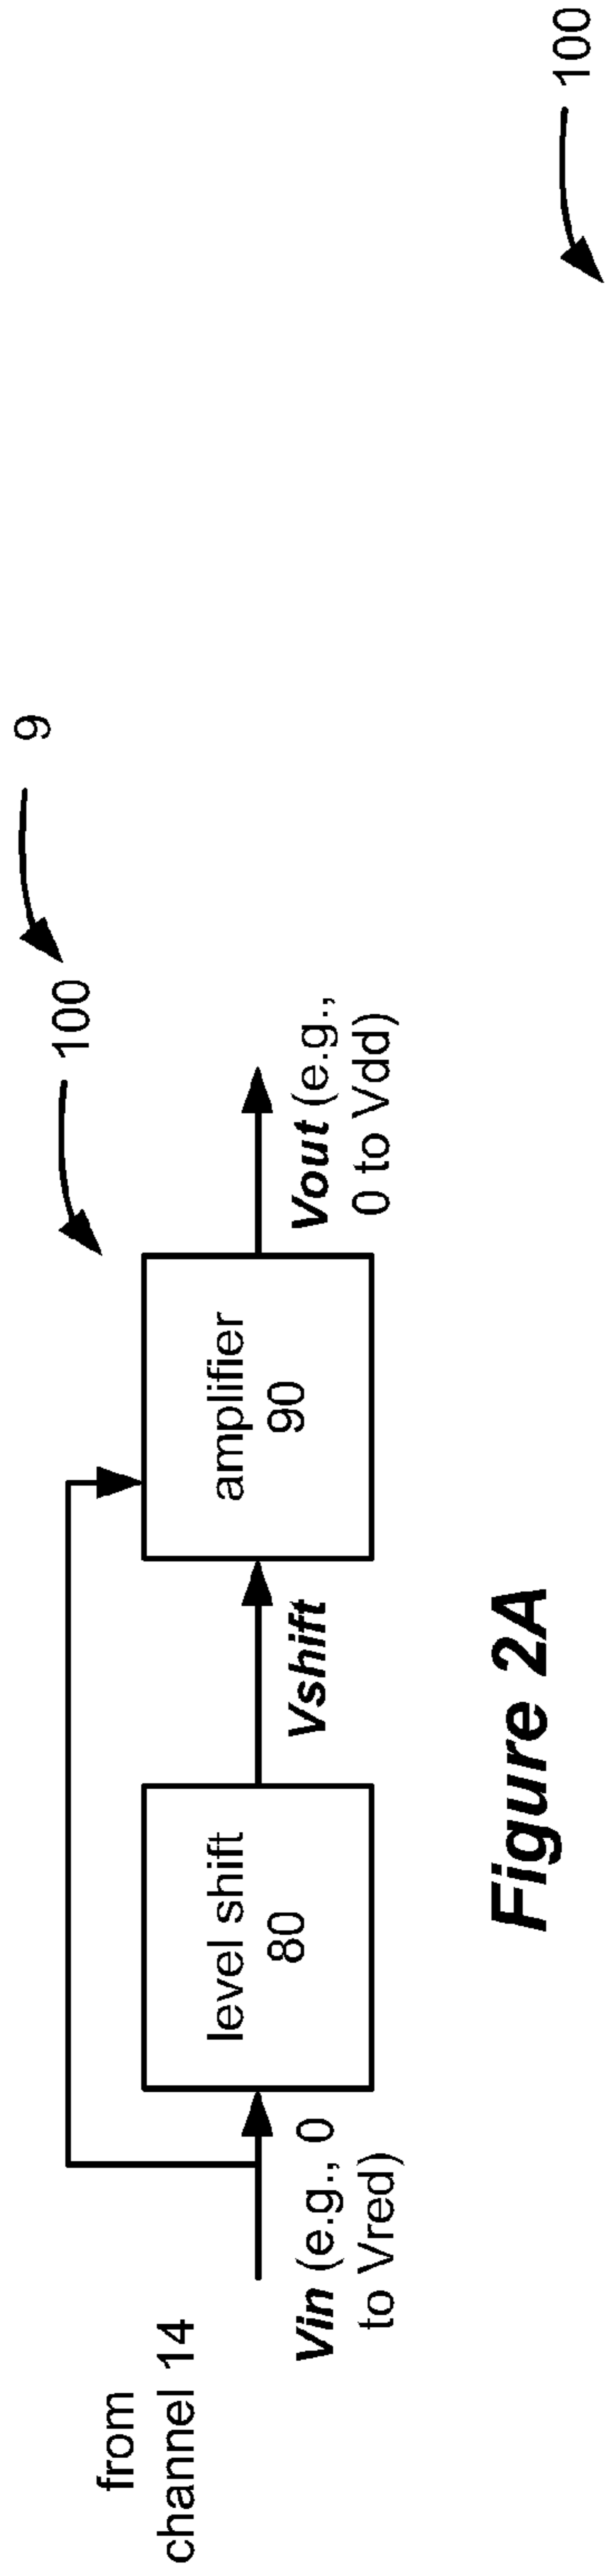 9
100
100
from
channel 14
Vin (e.g., 0
to Vred)
level shift
80
Vshift
amplifier
90
Vout (e.g.,
0 to Vdd)
Figure 2A